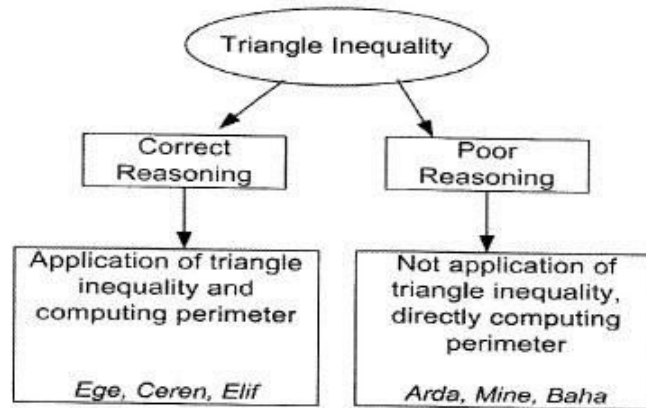 Triangle Inequality
Correct
Reasoning
Poor
Reasoning
Application of triangle
inequality and
computing perimeter
Ege, Ceren, Elif
Not application of
triangle inequality,
directly computing
perimeter
Arda, Mine, Baha